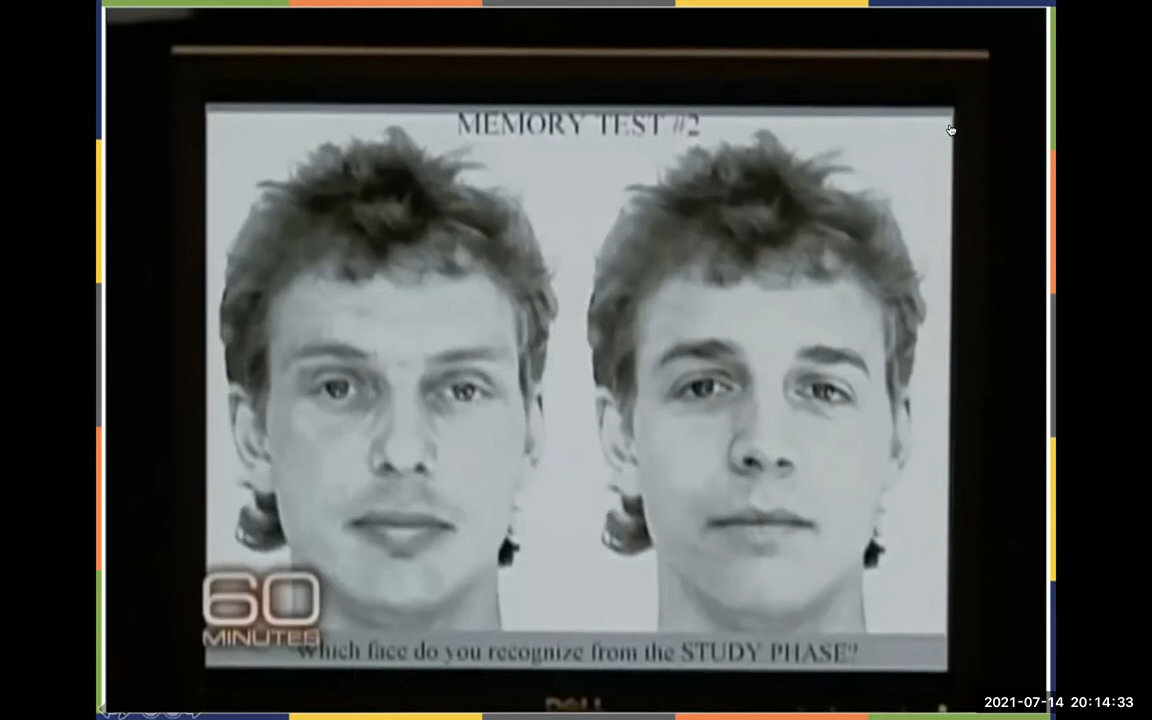 MEMORY TEST #2
60
MINUTES
Which face do you recognize from the STUDY PHASE?
DELL
2021-07-14 20:14:33